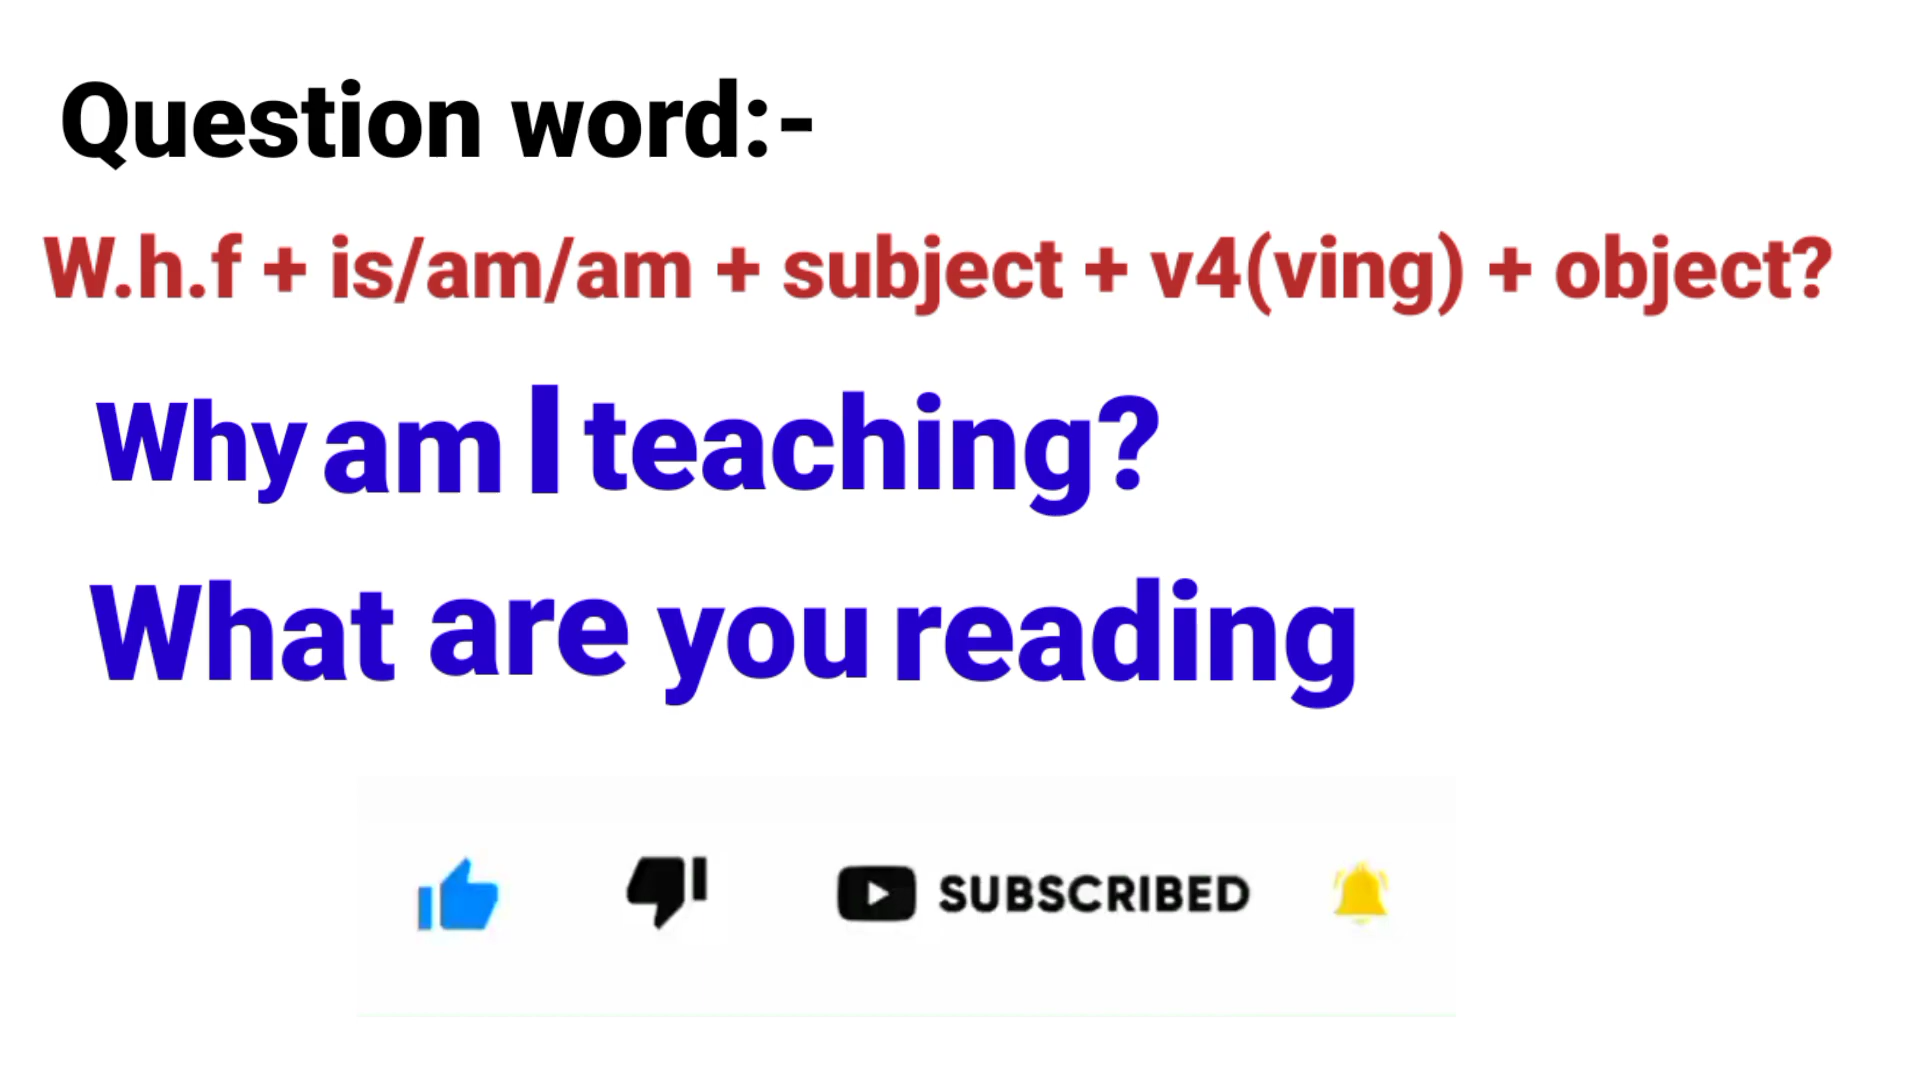 Question word:-
W.h.f + is/am/am + subject + v4(ving) + object?
Why am I teaching?
What are you reading
SUBSCRIBED